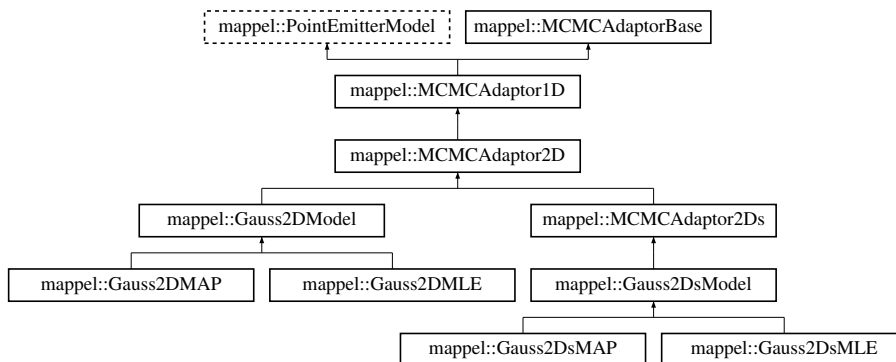 mappel::PointEmitterModel
mappel::MCMCAdaptorBase
mappel::MCMCAdaptor1D
mappel::MCMCAdaptor2D
mappel::Gauss2DModel
mappel::MCMCAdaptor2Ds
mappel::Gauss2DMAP
mappel::Gauss2DMLE
mappel::Gauss2DsModel
mappel::Gauss2DsMAP
mappel::Gauss2DsMLE